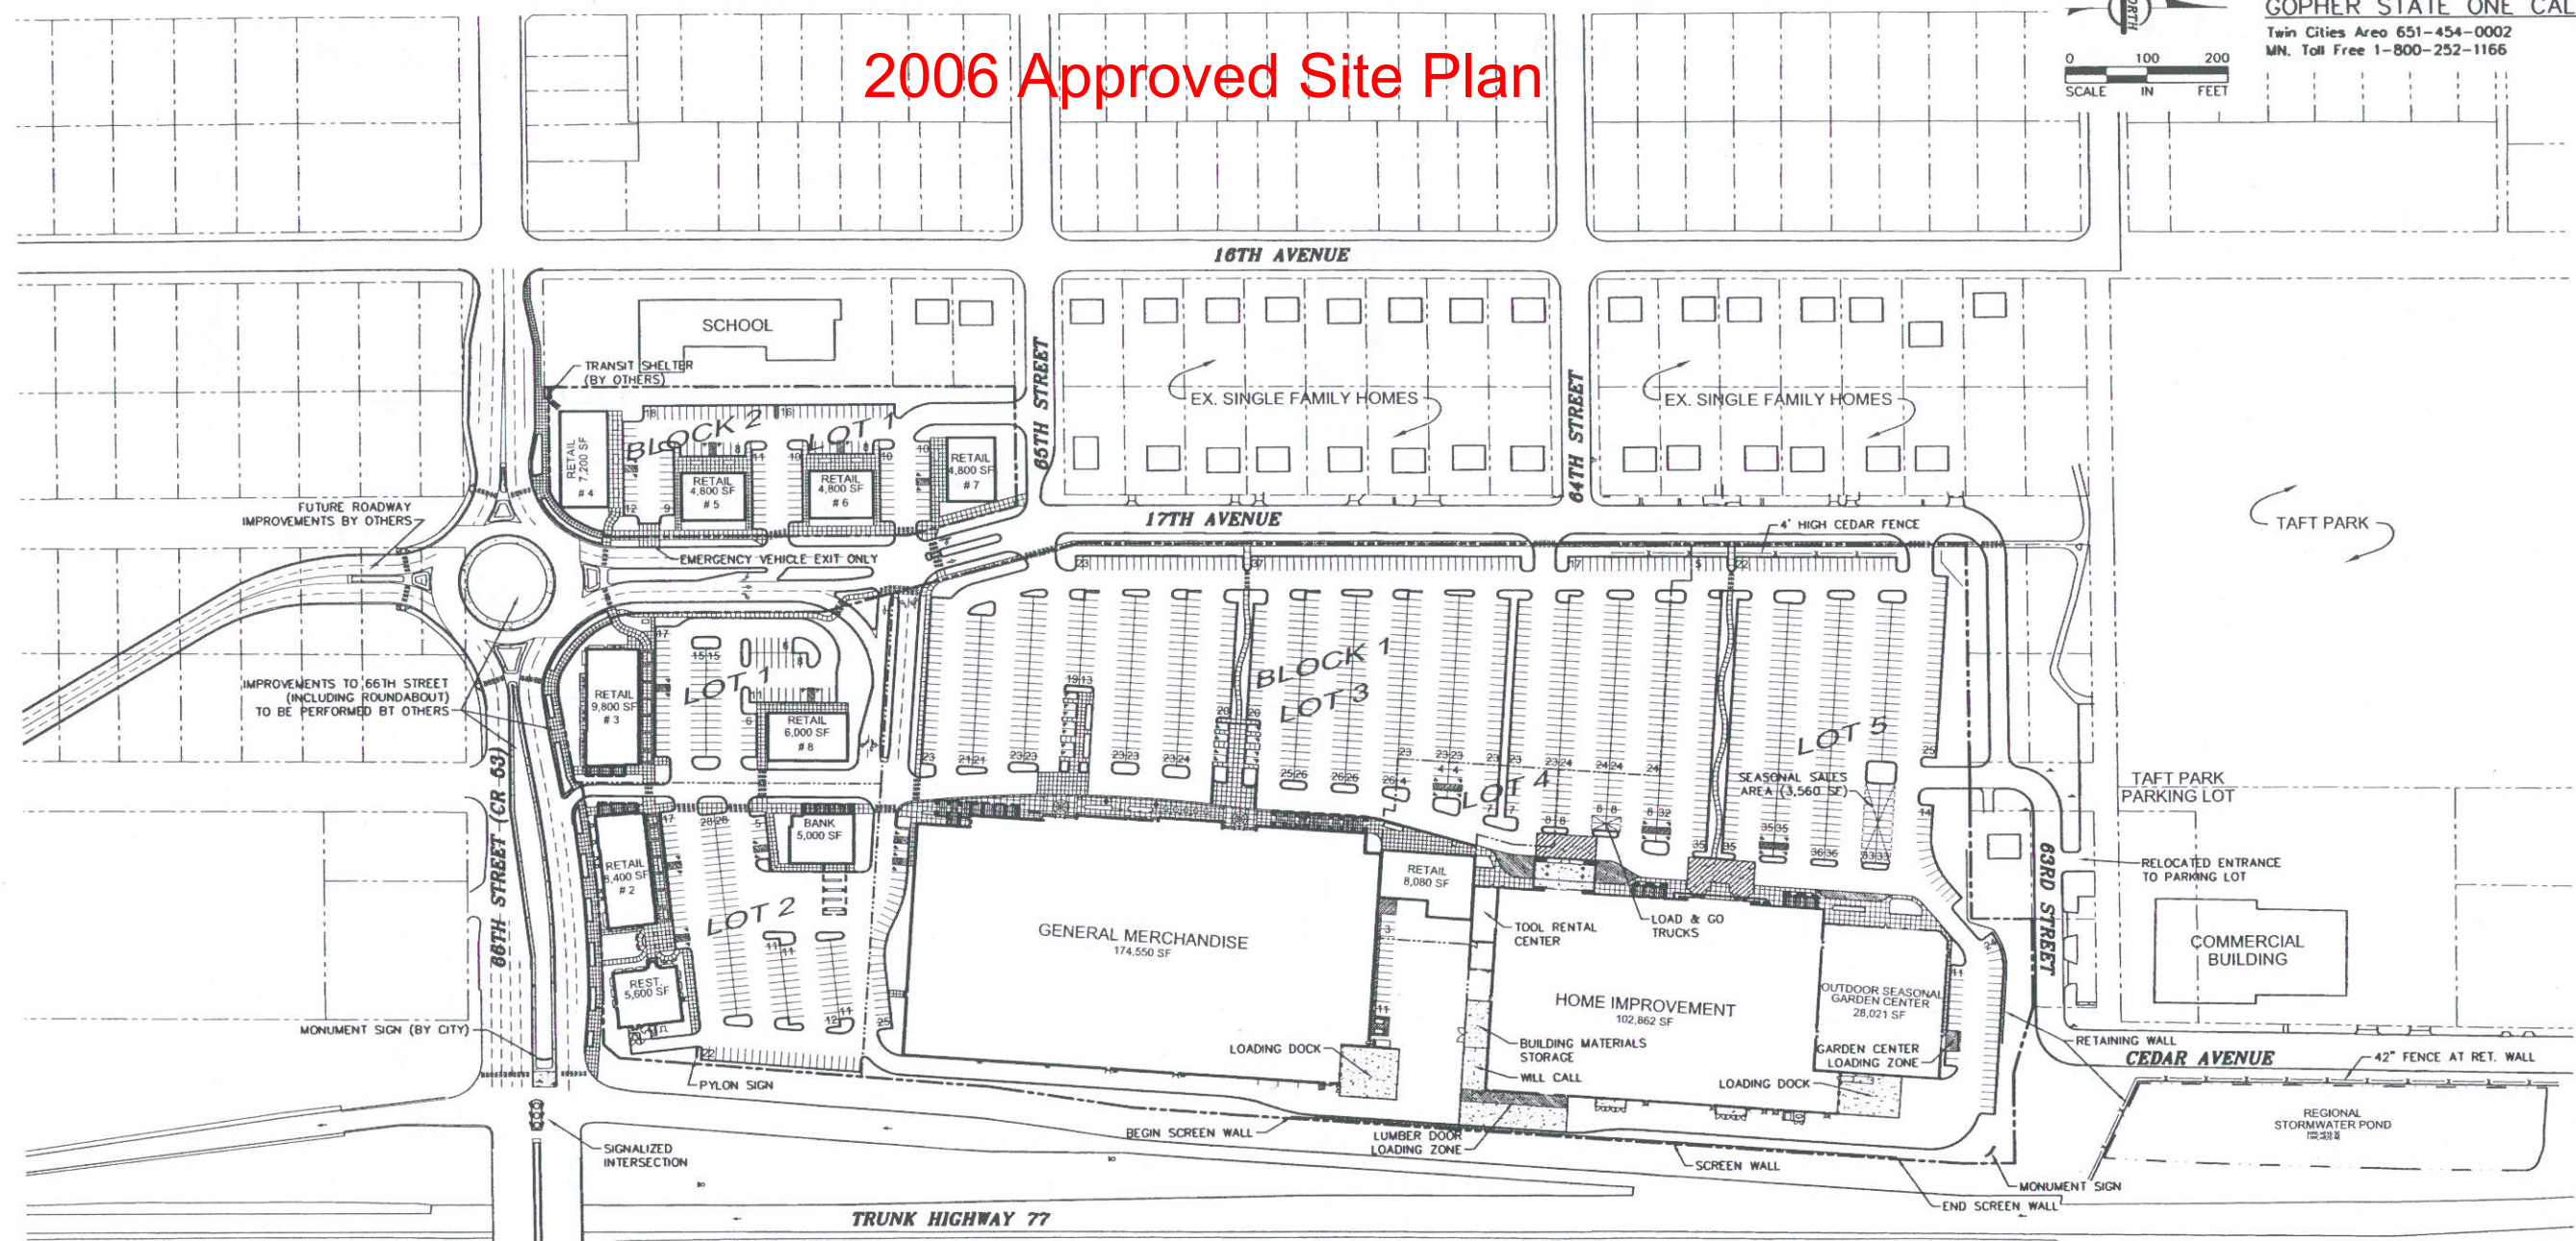 2006 Approved Site Plan
NORTH
0 100 200
SCALE IN FEET
GOPHER STATE ONE CAL
Twin Cities Area 651-454-0002
MN. Toll Free 1-800-252-1166
16TH AVENUE
SCHOOL
TRANSIT SHELTER
(BY OTHERS)
65TH STREET
EX. SINGLE FAMILY HOMES
64TH STREET
EX. SINGLE FAMILY HOMES
TAFT PARK
BLOCK 2
LOT 1
RETAIL
7,200 SF
# 4
RETAIL
4,800 SF
# 5
RETAIL
4,800 SF
# 6
RETAIL
4,800 SF
# 7
FUTURE ROADWAY
IMPROVEMENTS BY OTHERS
17TH AVENUE
4' HIGH CEDAR FENCE
EMERGENCY VEHICLE EXIT ONLY
IMPROVEMENTS TO 66TH STREET
(INCLUDING ROUNDABOUT)
TO BE PERFORMED BT OTHERS
RETAIL
9,800 SF
# 3
LOT 1
RETAIL
6,000 SF
# 8
BLOCK 1
LOT 3
LOT 4
LOT 5
SEASONAL SALES
AREA (3,560 SF)
TAFT PARK
PARKING LOT
RELOCATED ENTRANCE
TO PARKING LOT
63RD STREET
66TH STREET (CR 53)
RETAIL
8,400 SF
# 2
BANK
5,000 SF
LOT 2
REST.
5,600 SF
GENERAL MERCHANDISE
174,550 SF
RETAIL
8,080 SF
TOOL RENTAL
CENTER
LOAD & GO
TRUCKS
HOME IMPROVEMENT
102,862 SF
OUTDOOR SEASONAL
GARDEN CENTER
28,021 SF
COMMERCIAL
BUILDING
MONUMENT SIGN (BY CITY)
LOADING DOCK
BUILDING MATERIALS
STORAGE
WILL CALL
GARDEN CENTER
LOADING ZONE
LOADING DOCK
RETAINING WALL
CEDAR AVENUE
42" FENCE AT RET. WALL
PYLON SIGN
BEGIN SCREEN WALL
LUMBER DOOR
LOADING ZONE
REGIONAL
STORMWATER POND
SIGNALIZED
INTERSECTION
SCREEN WALL
MONUMENT SIGN
END SCREEN WALL
TRUNK HIGHWAY 77